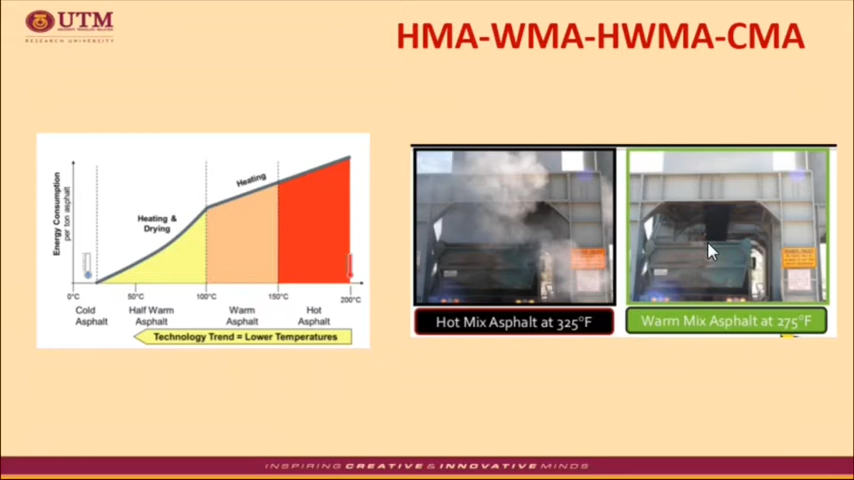 UTM
RESEARCH UNIVERSITY
HMA-WMA-HWMA-CMA
Energy Consumption
per ton asphalt
Heating &
Drying
Heating
0°C
50°C
100°C
150°C
200°C
Cold
Asphalt
Half Warm
Asphalt
Warm
Asphalt
Hot
Asphalt
Technology Trend = Lower Temperatures
Hot Mix Asphalt at 325°F
Warm Mix Asphalt at 275°F
INSPIRING CREATIVE & INNOVATIVE MINDS